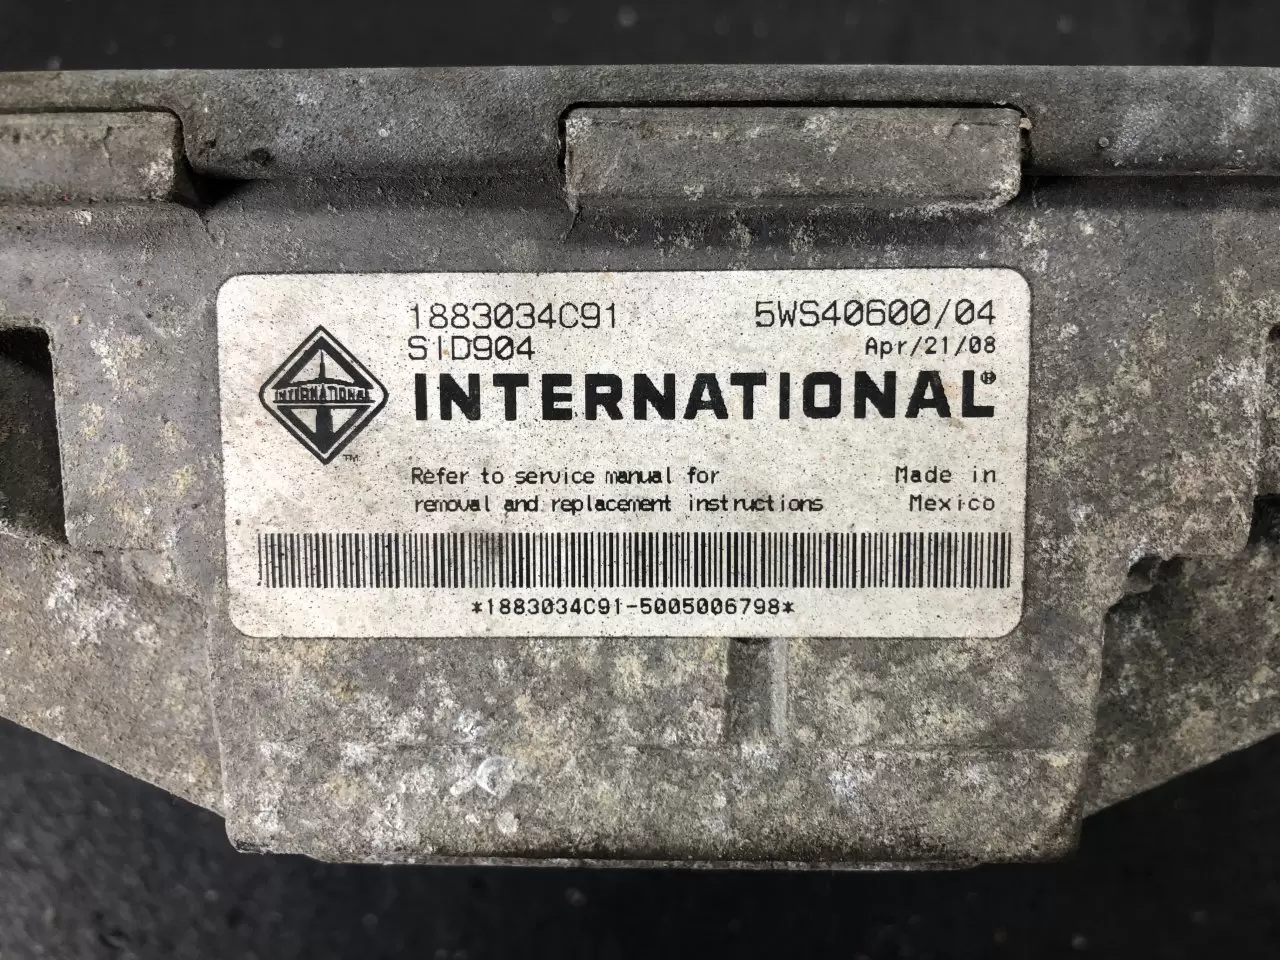 1883034C91 5WS40600/04
SID904 Apr/21/08
INTERNATIONAL
TM
INTERNATIONAL®
Refer to service manual for Made in
removal and replacement instructions Mexico
*1883034C91-5005006798*